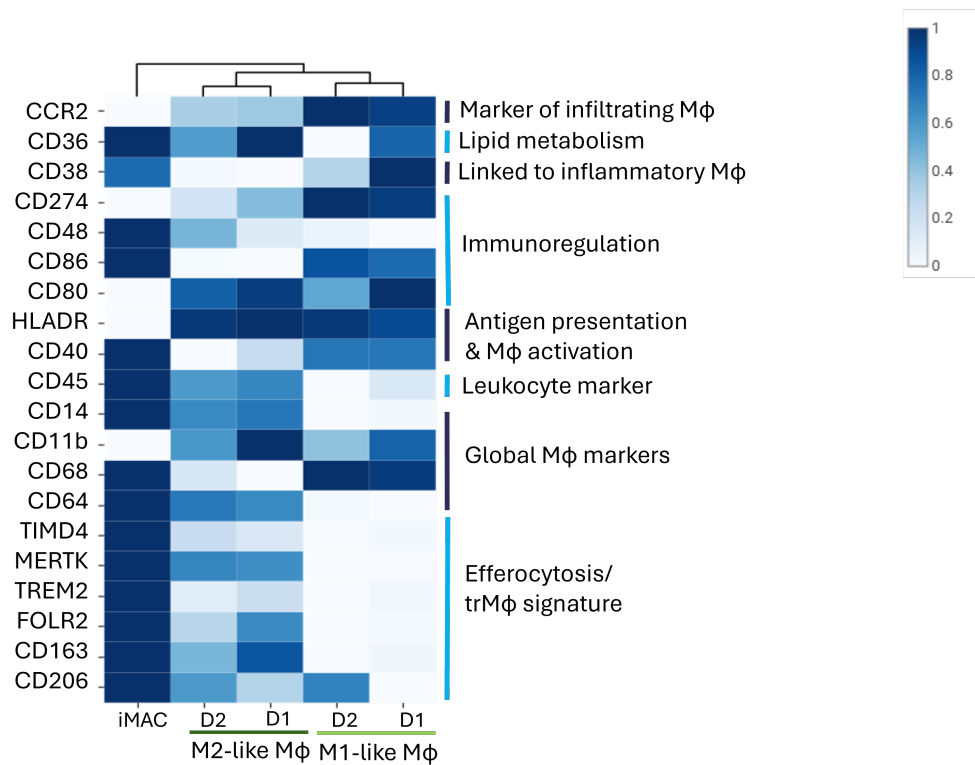 CCR2
CD36
CD38
CD274
CD48
CD86
CD80
HLADR
CD40
CD45
CD14
CD11b
CD68
CD64
TIMD4
MERTK
TREM2
FOLR2
CD163
CD206
Marker of infiltrating Mφ
Lipid metabolism
Linked to inflammatory Mφ
Immunoregulation
Antigen presentation
& Mφ activation
Leukocyte marker
Global Mφ markers
Efferocytosis/
trMφ signature
iMAC D2 D1 D2 D1
M2-like Mφ M1-like Mφ
1
0.8
0.6
0.4
0.2
0